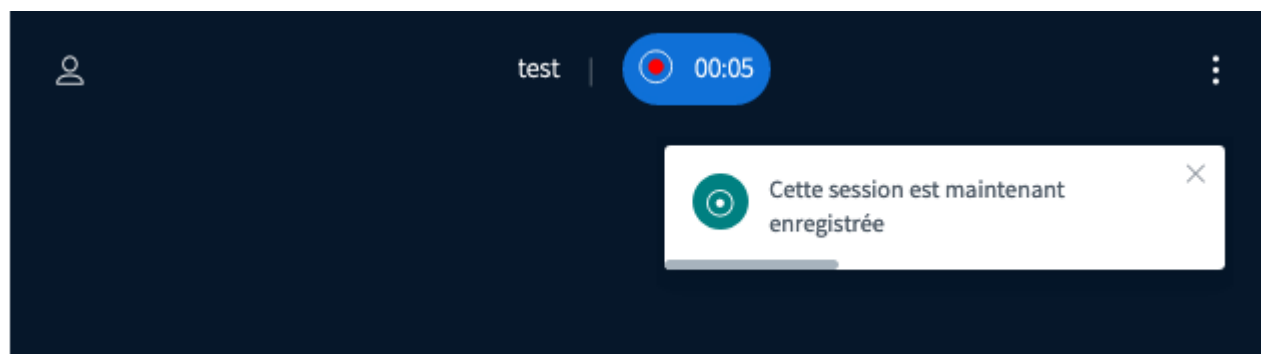 test | 00:05
Cette session est maintenant
enregistrée